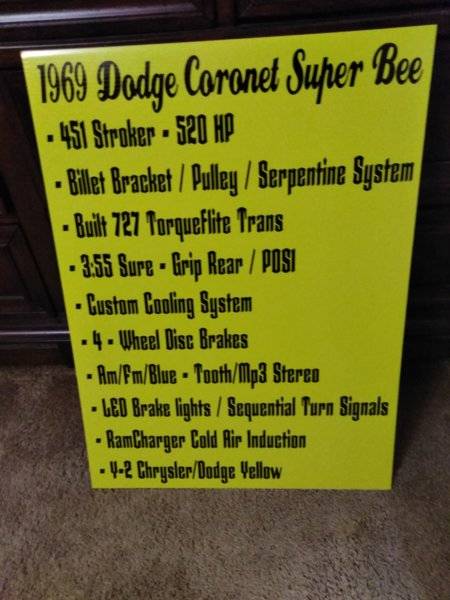 1969 Dodge Coronet Super Bee
• 451 Stroker • 520 HP
• Billet Bracket / Pulley / Serpentine System
• Built 727 Torqueflite Trans
• 3:55 Sure • Grip Rear / POSI
• Custom Cooling System
• 4 • Wheel Disc Brakes
• Am/Fm/Blue • Tooth/Mp3 Stereo
• LED Brake lights / Sequential Turn Signals
• RamCharger Cold Air Induction
• Y-2 Chrysler/Dodge Yellow